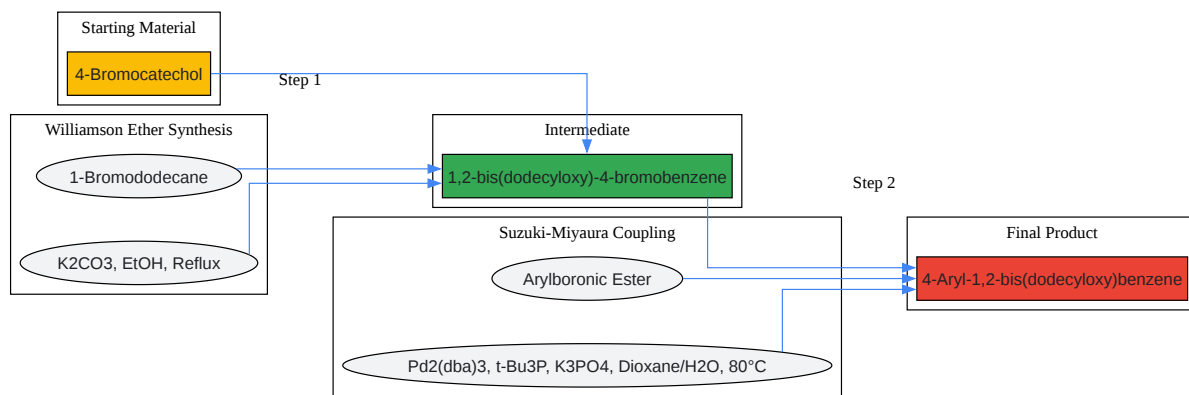 Starting Material
4-Bromocatechol
Step 1
Williamson Ether Synthesis
1-Bromododecane
K2CO3, EtOH, Reflux
Intermediate
1,2-bis(dodecyloxy)-4-bromobenzene
Step 2
Suzuki-Miyaura Coupling
Arylboronic Ester
Pd2(dba)3, t-Bu3P, K3PO4, Dioxane/H2O, 80°C
Final Product
4-Aryl-1,2-bis(dodecyloxy)benzene